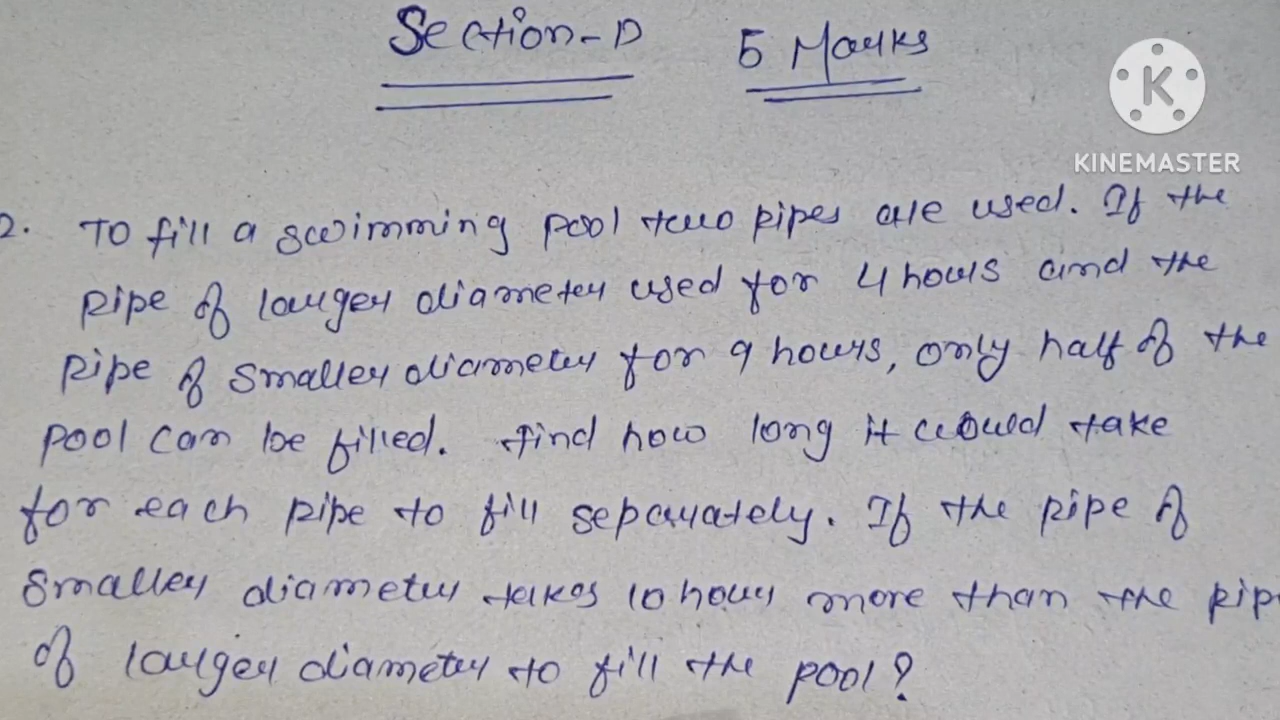 Section-D 5 Marks
K
KINEMASTER
2. To fill a swimming pool two pipes are used. If the
pipe of larger diameter used for 4 hours and the
pipe of smaller diameter for 9 hours, only half of the
pool can be filled. find how long it would take
for each pipe to fill separately. If the pipe of
smaller diameter takes 10 hours more than the pip
of larger diameter to fill the pool?